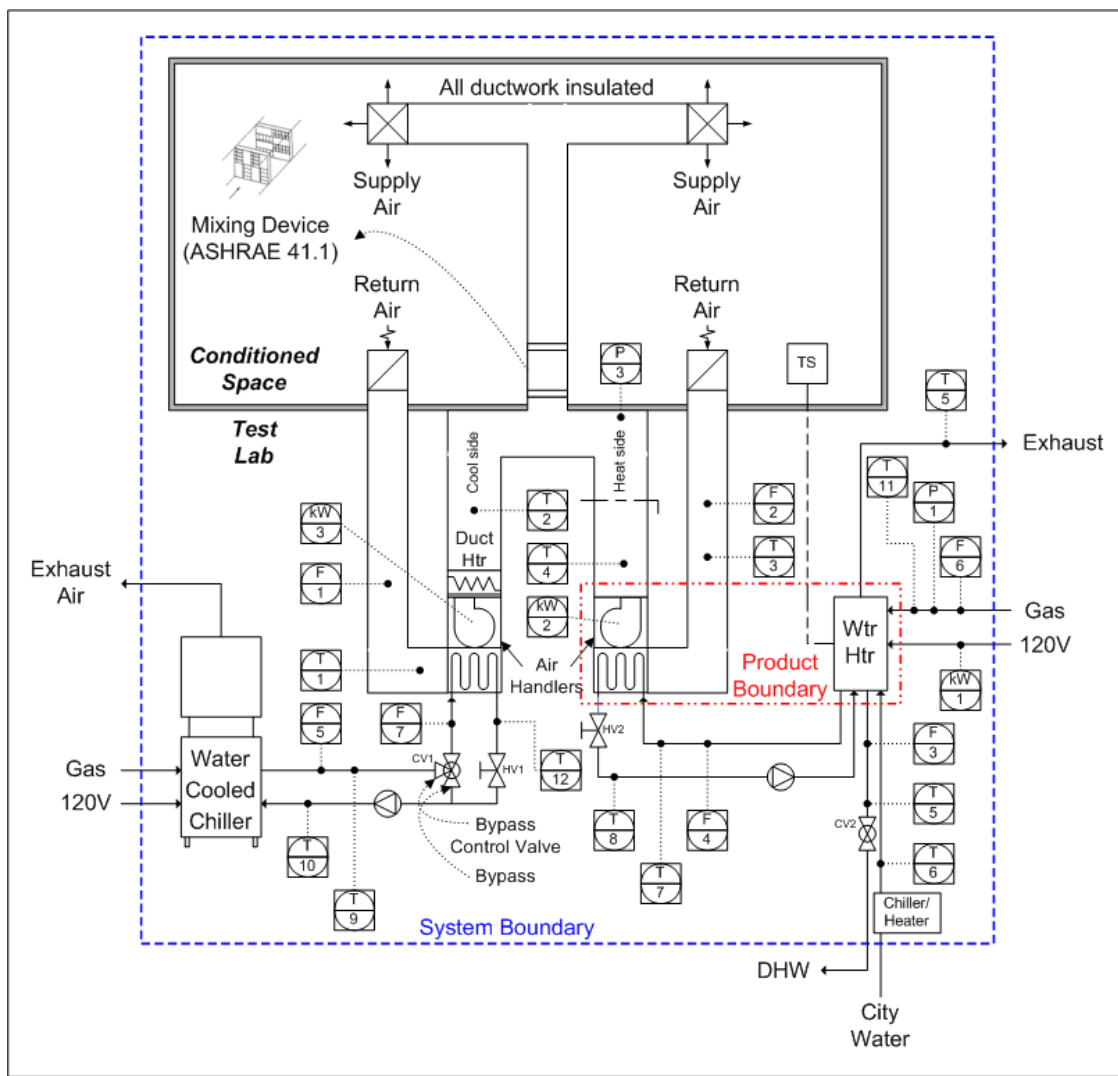 All ductwork insulated
Supply
Air
Supply
Air
Mixing Device
(ASHRAE 41.1)
Return
Air
Return
Air
Conditioned
Space
Test
Lab
P
3
TS
T
5
Exhaust
Cool side
Heat side
T
11
P
1
F
6
kW
3
T
2
F
2
Duct
Htr
T
4
T
3
Exhaust
Air
F
1
kW
2
Gas
120V
Wtr
Htr
T
1
Air
Handlers
Product
Boundary
kW
1
F
5
F
7
HV2
F
3
Water
Cooled
Chiller
Gas
120V
CV1
HV1
T
12
T
10
T
9
Bypass
Control Valve
Bypass
T
8
F
4
T
7
T
5
CV2
T
6
Chiller/
Heater
System Boundary
DHW
City
Water